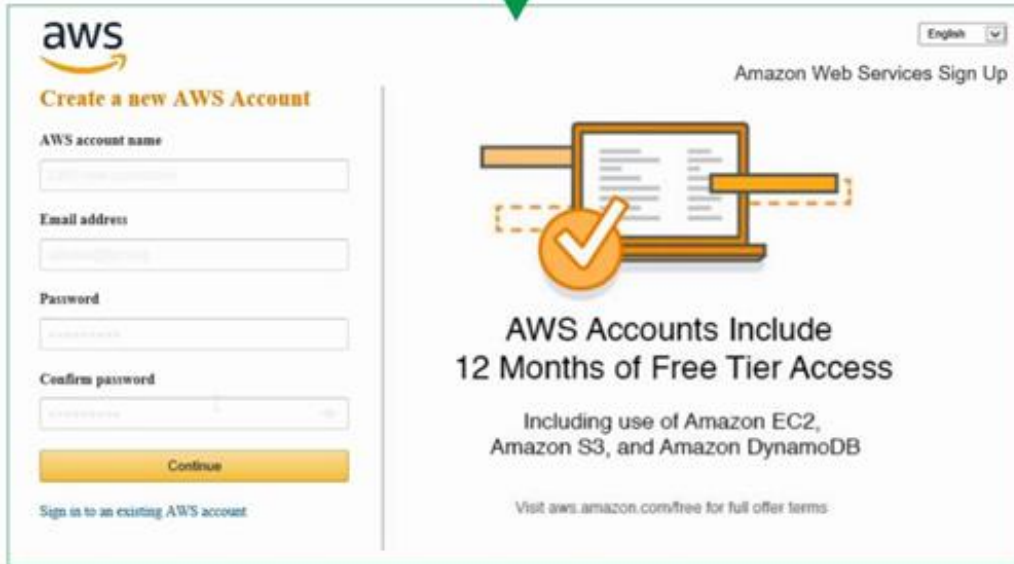 aws
English
Amazon Web Services Sign Up
Create a new AWS Account
AWS account name
Email address
Password
Confirm password
Continue
Sign in to an existing AWS account
AWS Accounts Include
12 Months of Free Tier Access
Including use of Amazon EC2,
Amazon S3, and Amazon DynamoDB
Visit aws.amazon.com/free for full offer terms